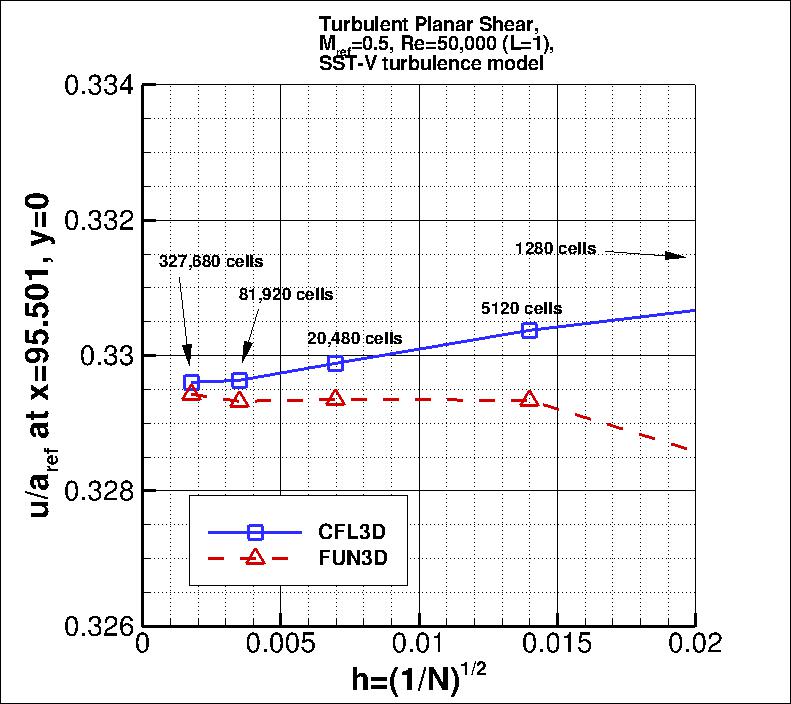 Turbulent Planar Shear,
M_ref=0.5, Re=50,000 (L=1),
SST-V turbulence model
0.334
0.332
0.33
0.328
0.326
u/a_ref at x=95.501, y=0
1280 cells
327,680 cells
81,920 cells
5120 cells
20,480 cells
CFL3D
FUN3D
0 0.005 0.01 0.015 0.02
h=(1/N)^1/2